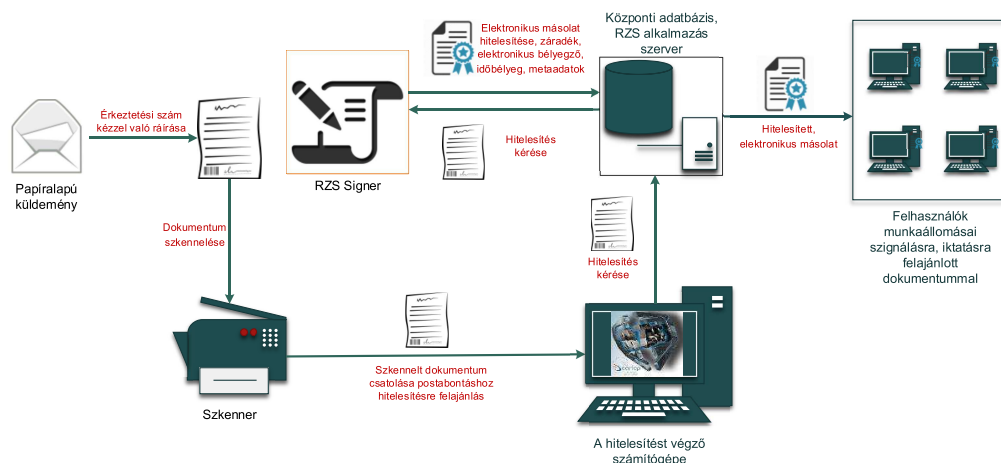 Papíralapú
küldemény
Érkeztetési szám
kézzel való ráírása
Dokumentum
szkennelése
Szkenner
Szkennelt dokumentum
csatolása postabontáshoz
hitelesítésre felajánlás
A hitelesítést végző
számítógépe
Hitelesítés
kérése
Központi adatbázis,
RZS alkalmazás
szerver
Hitelesítés
kérése
RZS Signer
Elektronikus másolat
hitelesítése, záradék,
elektronikus bélyegző,
időbélyeg, metaadatok
Hitelesített,
elektronikus másolat
Felhasználók
munkaállomásai
szignálásra, iktatásra
felajánlott
dokumentummal